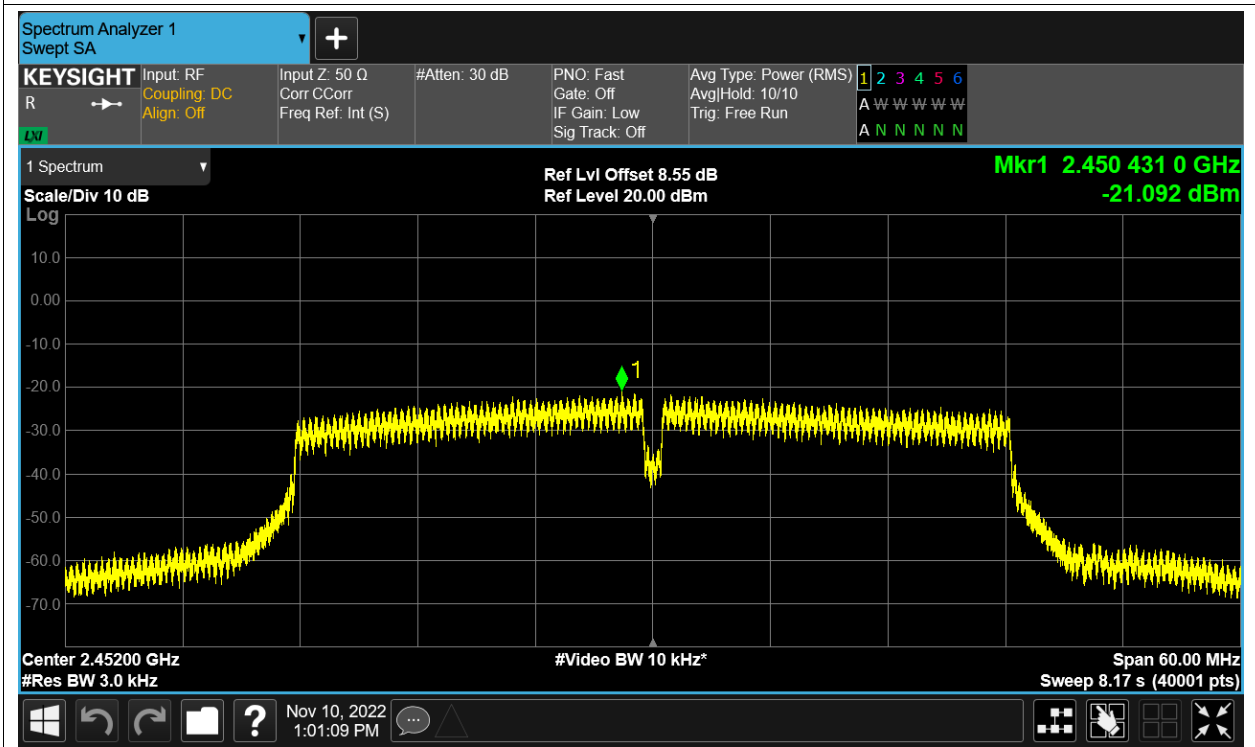 Spectrum Analyzer 1
Swept SA
KEYSIGHT
R
LXI
Input: RF
Coupling: DC
Align: Off
Input Z: 50 Ω
Corr CCorr
Freq Ref: Int (S)
#Atten: 30 dB
PNO: Fast
Gate: Off
IF Gain: Low
Sig Track: Off
Avg Type: Power (RMS)
Avg|Hold: 10/10
Trig: Free Run
1 2 3 4 5 6
A W W W W W
A N N N N N
1 Spectrum
Scale/Div 10 dB
Log
Ref Lvl Offset 8.55 dB
Ref Level 20.00 dBm
Mkr1 2.450 431 0 GHz
-21.092 dBm
10.0
0.00
-10.0
-20.0
-30.0
-40.0
-50.0
-60.0
-70.0
1
Center 2.45200 GHz
#Res BW 3.0 kHz
#Video BW 10 kHz*
Span 60.00 MHz
Sweep 8.17 s (40001 pts)
?
Nov 10, 2022
1:01:09 PM